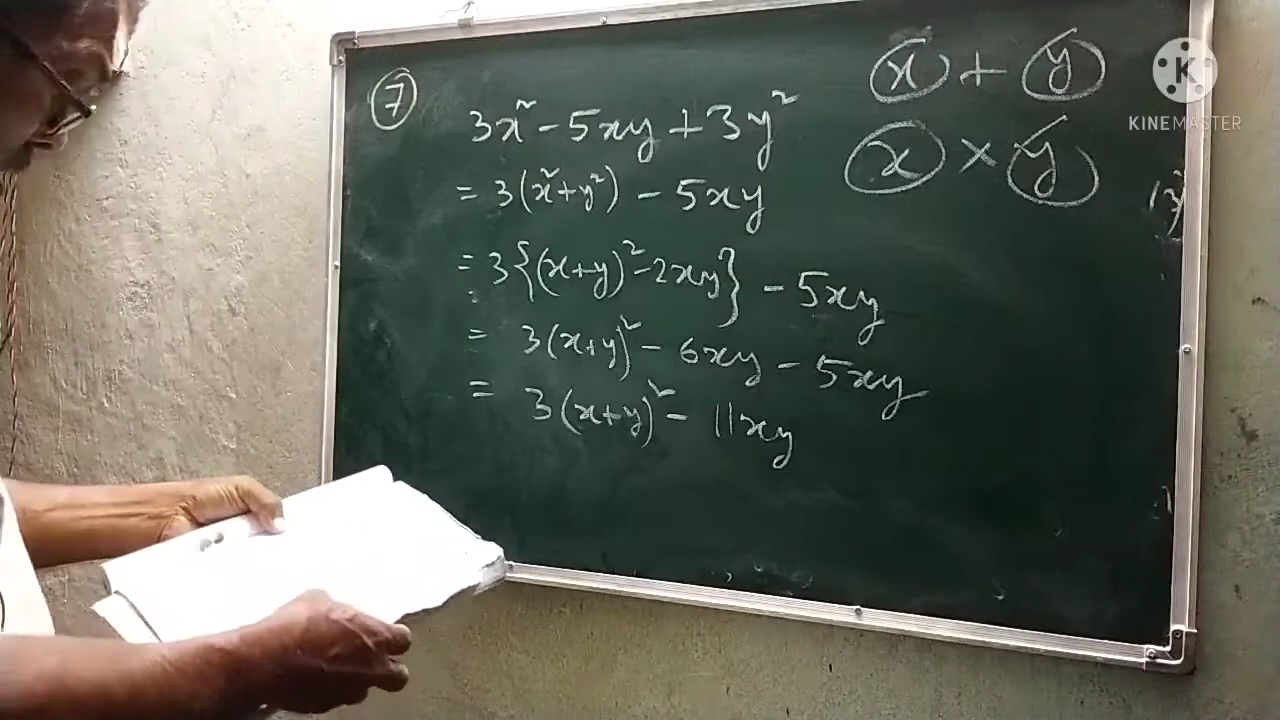 ⑦
3x² - 5xy + 3y²
= 3(x² + y²) - 5xy
= 3{(x+y)² - 2xy} - 5xy
= 3(x+y)² - 6xy - 5xy
= 3(x+y)² - 11xy
x + y
x × y
K
KINEMASTER